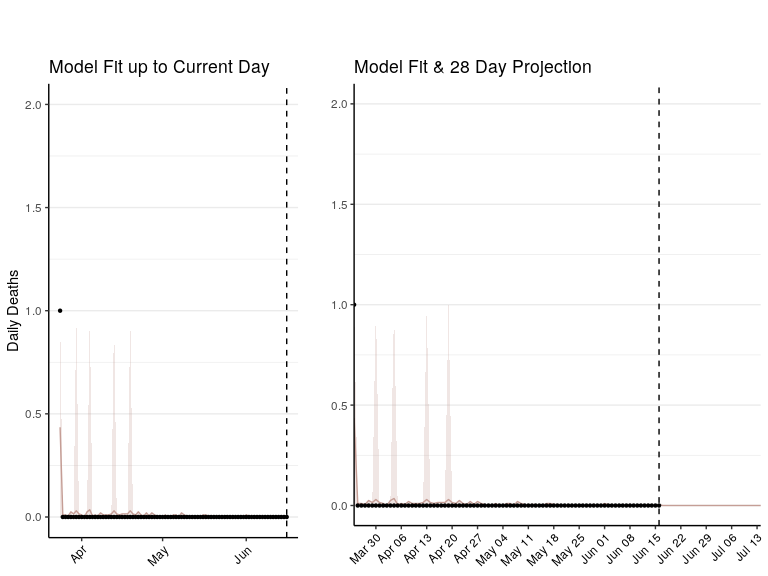 Model Fit up to Current Day
Model Fit & 28 Day Projection
Daily Deaths
2.0
1.5
1.0
0.5
0.0
Apr
May
Jun
2.0
1.5
1.0
0.5
0.0
Mar 30
Apr 06
Apr 13
Apr 20
Apr 27
May 04
May 11
May 18
May 25
Jun 01
Jun 08
Jun 15
Jun 22
Jun 29
Jul 06
Jul 13